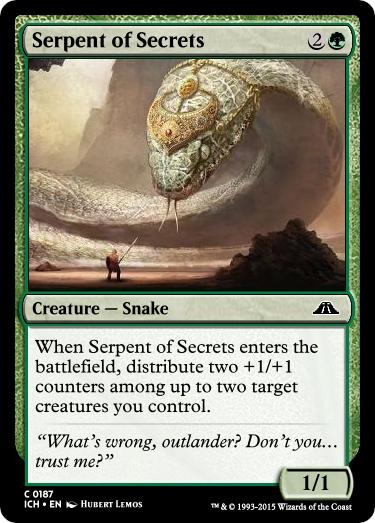 Serpent of Secrets 2
Creature — Snake
When Serpent of Secrets enters the
battlefield, distribute two +1/+1
counters among up to two target
creatures you control.
“What’s wrong, outlander? Don’t you…
trust me?”
1/1
C 0187
ICH • EN Hubert Lemos
™ & © 1993-2015 Wizards of the Coast